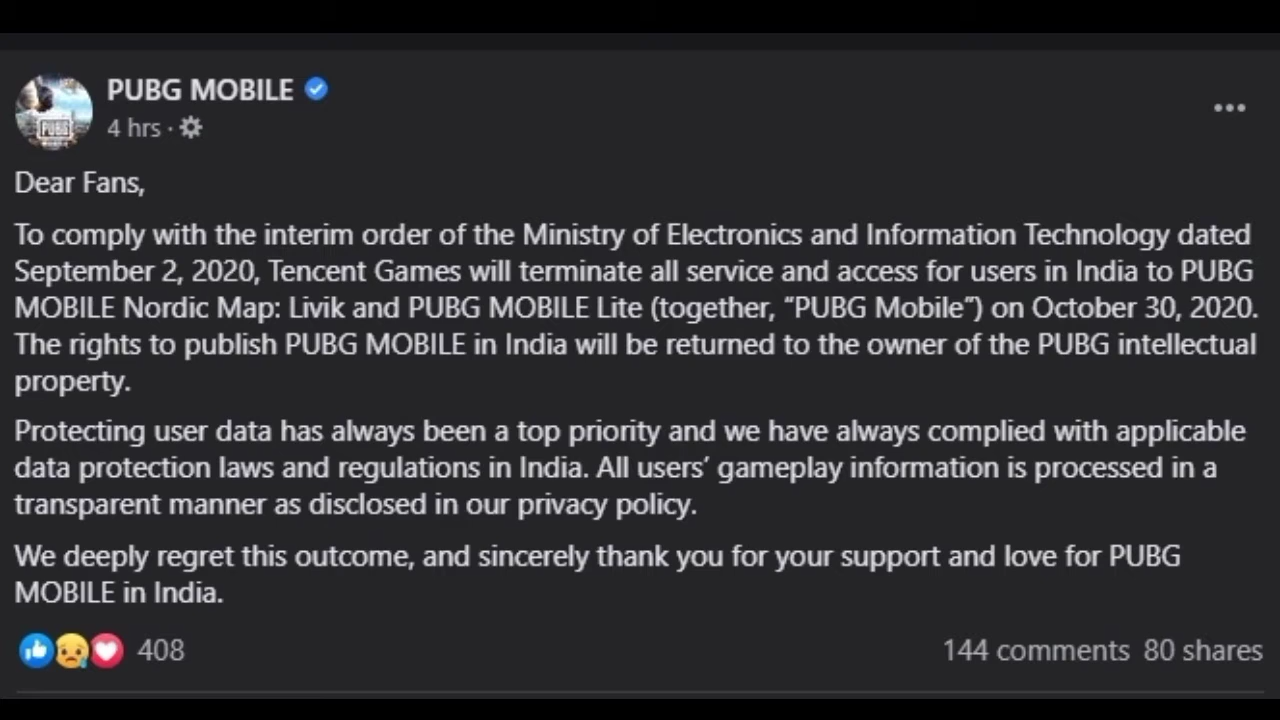 PUBG MOBILE
4 hrs ·
Dear Fans,
To comply with the interim order of the Ministry of Electronics and Information Technology dated
September 2, 2020, Tencent Games will terminate all service and access for users in India to PUBG
MOBILE Nordic Map: Livik and PUBG MOBILE Lite (together, “PUBG Mobile”) on October 30, 2020.
The rights to publish PUBG MOBILE in India will be returned to the owner of the PUBG intellectual
property.
Protecting user data has always been a top priority and we have always complied with applicable
data protection laws and regulations in India. All users’ gameplay information is processed in a
transparent manner as disclosed in our privacy policy.
We deeply regret this outcome, and sincerely thank you for your support and love for PUBG
MOBILE in India.
408 144 comments 80 shares
PUBG